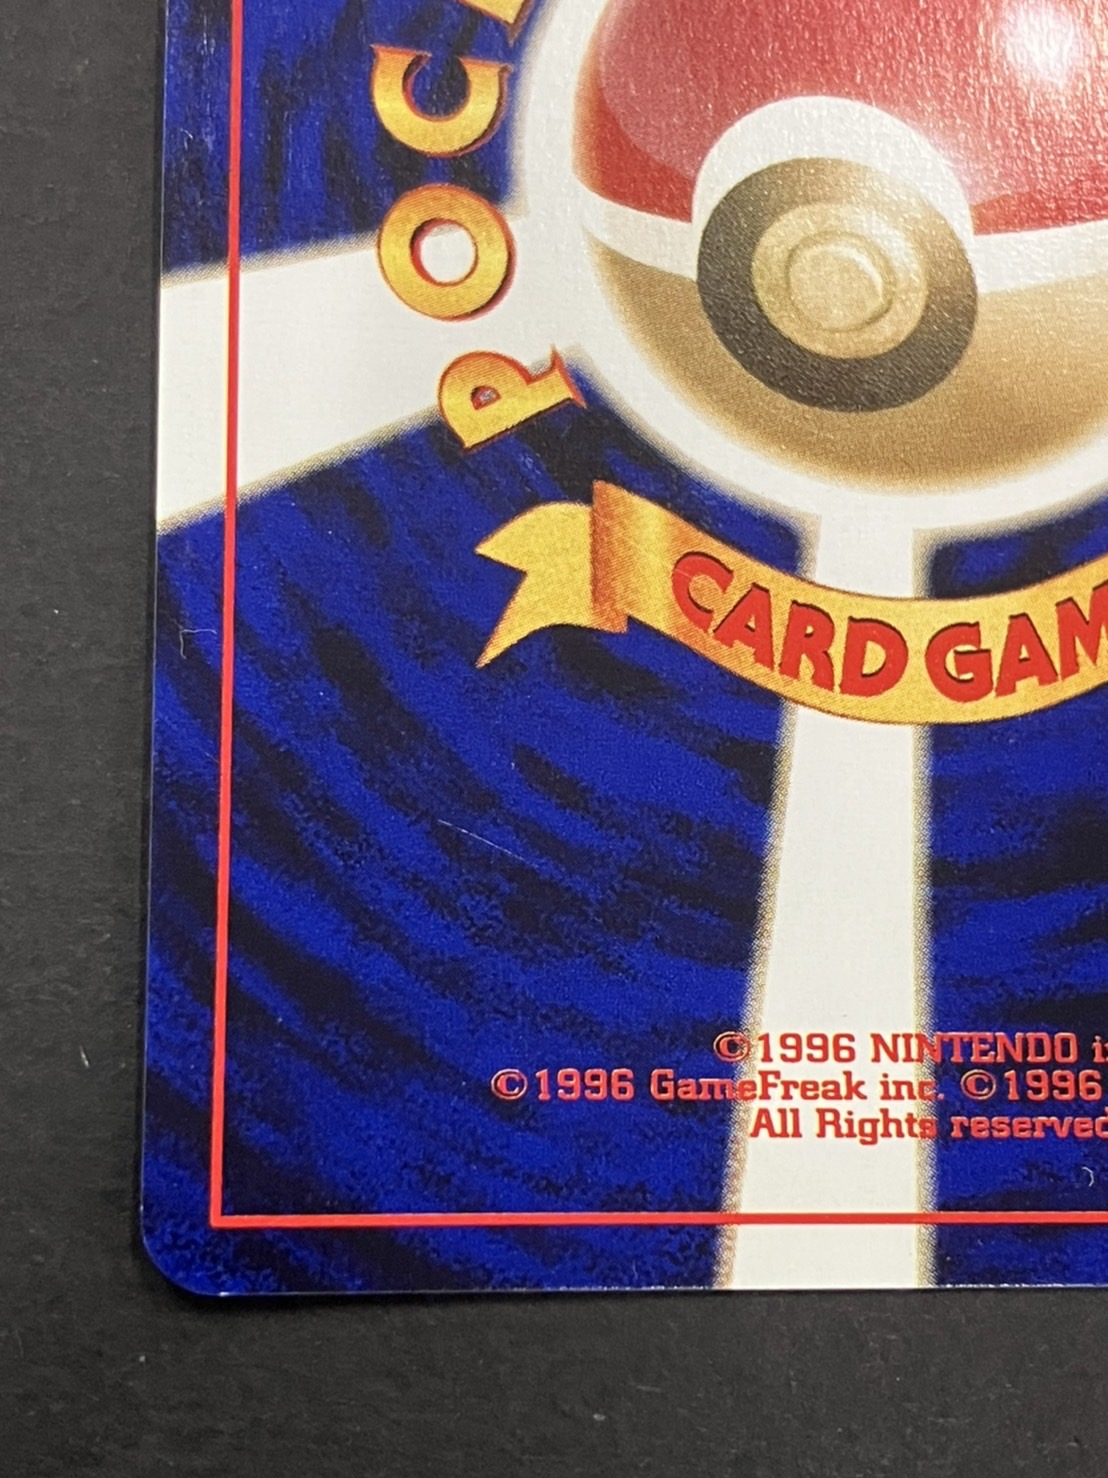 POC
CARD GAM
©1996 NINTENDO
©1996 GameFreak inc. ©1996
All Rights reserved